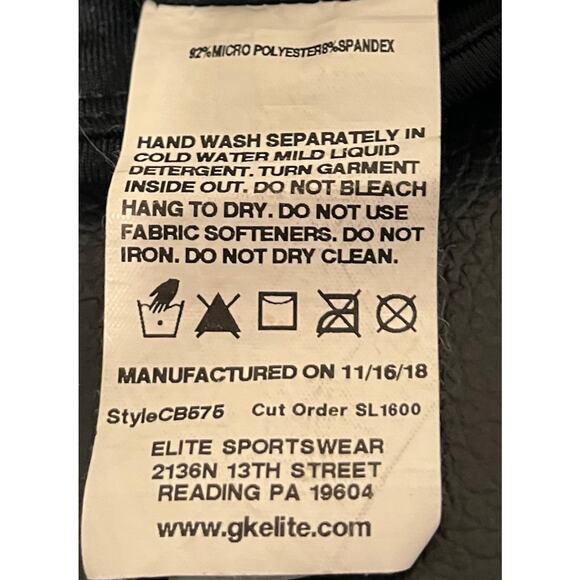 92%MICRO POLYESTER8%SPANDEX
HAND WASH SEPARATELY IN
COLD WATER MILD LIQUID
DETERGENT. TURN GARMENT
INSIDE OUT. DO NOT BLEACH
HANG TO DRY. DO NOT USE
FABRIC SOFTENERS. DO NOT
IRON. DO NOT DRY CLEAN.
MANUFACTURED ON 11/16/18
StyleCB575 Cut Order SL1600
ELITE SPORTSWEAR
2136N 13TH STREET
READING PA 19604
www.gkelite.com